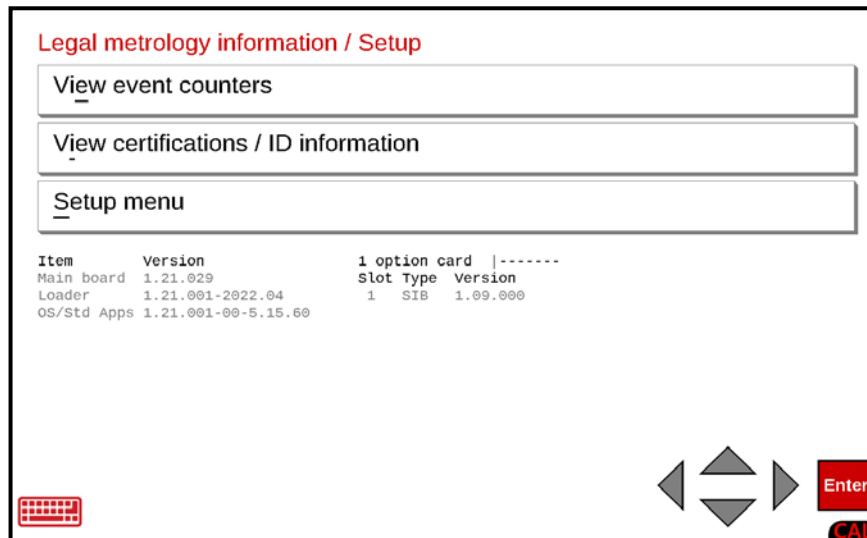 Legal metrology information / Setup
View event counters
View certifications / ID information
Setup menu
Item Version 1 option card |-------
Main board 1.21.029 Slot Type Version
Loader 1.21.001-2022.04 1 SIB 1.09.000
OS/Std Apps 1.21.001-00-5.15.60
Enter